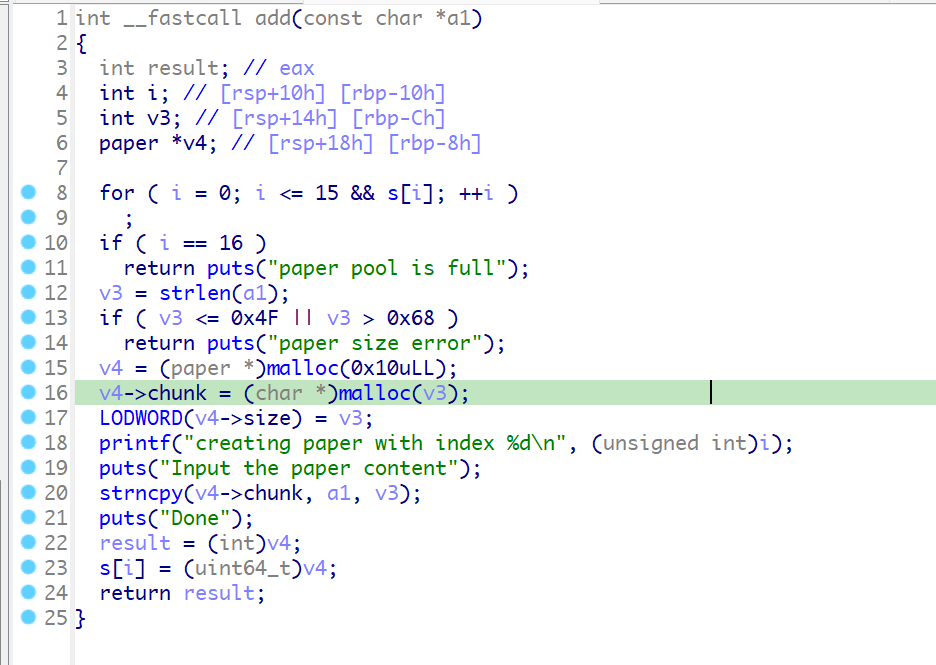 1 int __fastcall add(const char *a1)
2 {
3   int result; // eax
4   int i; // [rsp+10h] [rbp-10h]
5   int v3; // [rsp+14h] [rbp-Ch]
6   paper *v4; // [rsp+18h] [rbp-8h]
7
8   for ( i = 0; i <= 15 && s[i]; ++i )
9     ;
10   if ( i == 16 )
11     return puts("paper pool is full");
12   v3 = strlen(a1);
13   if ( v3 <= 0x4F || v3 > 0x68 )
14     return puts("paper size error");
15   v4 = (paper *)malloc(0x10uLL);
16   v4->chunk = (char *)malloc(v3);
17   LODWORD(v4->size) = v3;
18   printf("creating paper with index %d\n", (unsigned int)i);
19   puts("Input the paper content");
20   strncpy(v4->chunk, a1, v3);
21   puts("Done");
22   result = (int)v4;
23   s[i] = (uint64_t)v4;
24   return result;
25 }